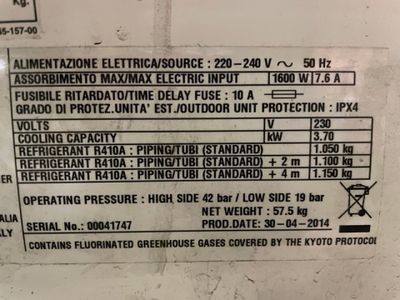 Kg.
5-157-00
ALIMENTAZIONE ELETTRICA/SOURCE : 220-240 V ~ 50 Hz
ASSORBIMENTO MAX/MAX ELECTRIC INPUT 1600 W 7.6 A
FUSIBILE RITARDATO/TIME DELAY FUSE : 10 A
GRADO DI PROTEZ.UNITA' EST./OUTDOOR UNIT PROTECTION : IPX4
VOLTS V 230
COOLING CAPACITY kW 3.70
REFRIGERANT R410A : PIPING/TUBI (STANDARD) 1.050 kg
REFRIGERANT R410A : PIPING/TUBI (STANDARD) + 2 m 1.100 kg
REFRIGERANT R410A : PIPING/TUBI (STANDARD) + 4 m 1.150 kg
ER
OPERATING PRESSURE : HIGH SIDE 42 bar / LOW SIDE 19 bar
NET WEIGHT : 57.5 kg
ALIA
LY
SERIAL No. : 00041747 PROD.DATE: 30-04-2014
CONTAINS FLUORINATED GREENHOUSE GASES COVERED BY THE KYOTO PROTOCOL